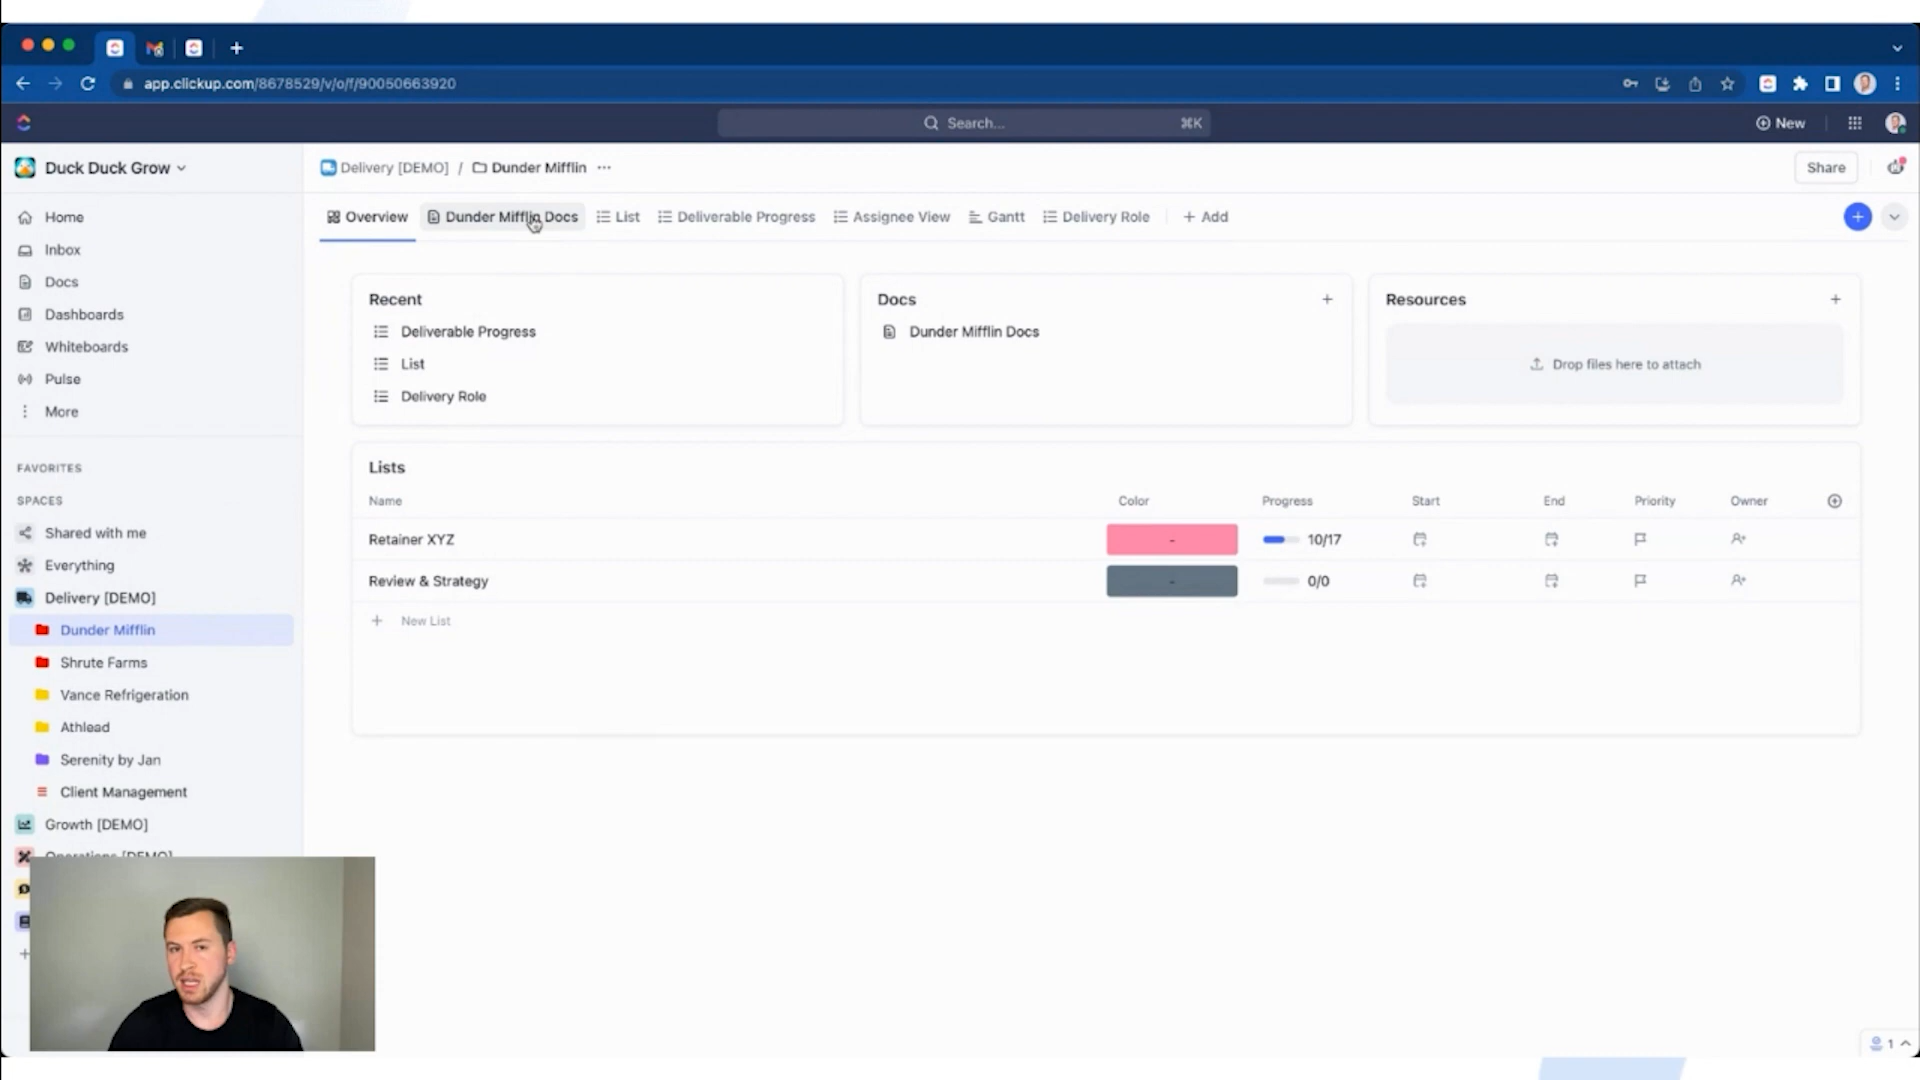 app.clickup.com/8678529/v/o/f/90050663920
Search... ⌘K
New
Duck Duck Grow
Delivery [DEMO] / Dunder Mifflin ...
Share
Home
Inbox
Docs
Dashboards
Whiteboards
Pulse
More
FAVORITES
SPACES
Shared with me
Everything
Delivery [DEMO]
Dunder Mifflin
Shrute Farms
Vance Refrigeration
Athlead
Serenity by Jan
Client Management
Growth [DEMO]
Operations [DEMO]
Overview Dunder Mifflin Docs List Deliverable Progress Assignee View Gantt Delivery Role + Add
Recent
Deliverable Progress
List
Delivery Role
Docs
Dunder Mifflin Docs
Resources
Drop files here to attach
Lists
Name Color Progress Start End Priority Owner
Retainer XYZ - 10/17
Review & Strategy - 0/0
+ New List
1